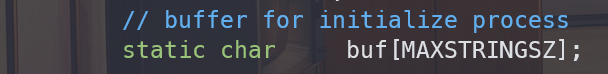 // buffer for initialize process
static char     buf[MAXSTRINGSZ];